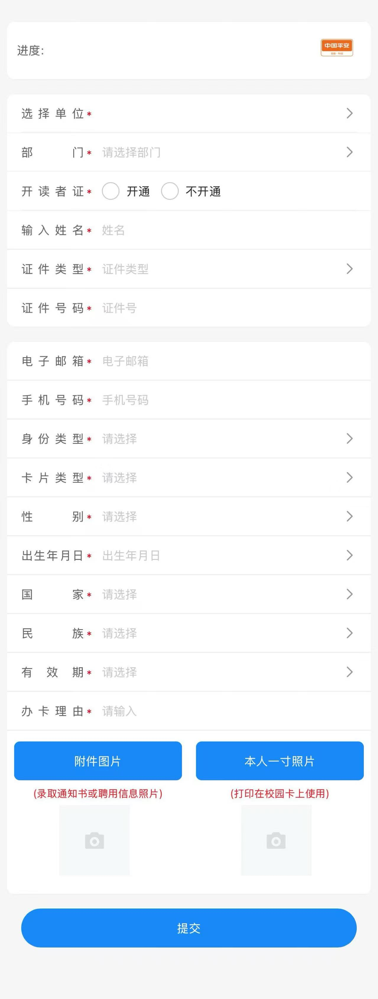 进度:
中国平安
金融·科技
选择单位*
部门* 请选择部门
开读者证* 开通 不开通
输入姓名* 姓名
证件类型* 证件类型
证件号码* 证件号
电子邮箱* 电子邮箱
手机号码* 手机号码
身份类型* 请选择
卡片类型* 请选择
性别* 请选择
出生年月日* 出生年月日
国家* 请选择
民族* 请选择
有效期* 请选择
办卡理由* 请输入
附件图片 本人一寸照片
(录取通知书或聘用信息照片) (打印在校园卡上使用)
提交